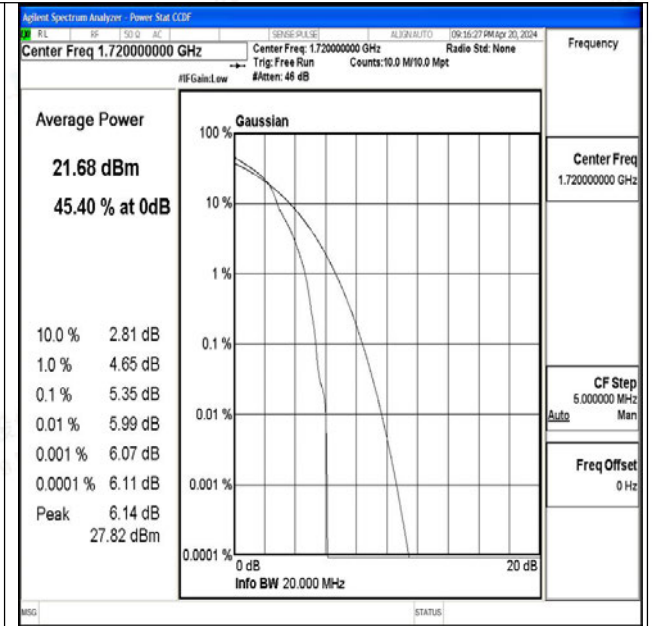 Agilent Spectrum Analyzer - Power Stat CCDF
RL RF 50 Ω AC SENSE:PULSE ALIGN AUTO 09:16:27 PM Apr 20, 2024
Center Freq 1.720000000 GHz
Center Freq: 1.720000000 GHz Radio Std: None
Trig: Free Run Counts:10.0 M/10.0 Mpt
#IFGain:Low #Atten: 46 dB
Frequency
Average Power
21.68 dBm
45.40 % at 0dB
10.0 % 2.81 dB
1.0 % 4.65 dB
0.1 % 5.35 dB
0.01 % 5.99 dB
0.001 % 6.07 dB
0.0001 % 6.11 dB
Peak 6.14 dB
27.82 dBm
Gaussian
100 %
10 %
1 %
0.1 %
0.01 %
0.001 %
0.0001 %
0 dB 20 dB
Info BW 20.000 MHz
Center Freq
1.720000000 GHz
CF Step
5.000000 MHz
Auto Man
Freq Offset
0 Hz
MSG STATUS